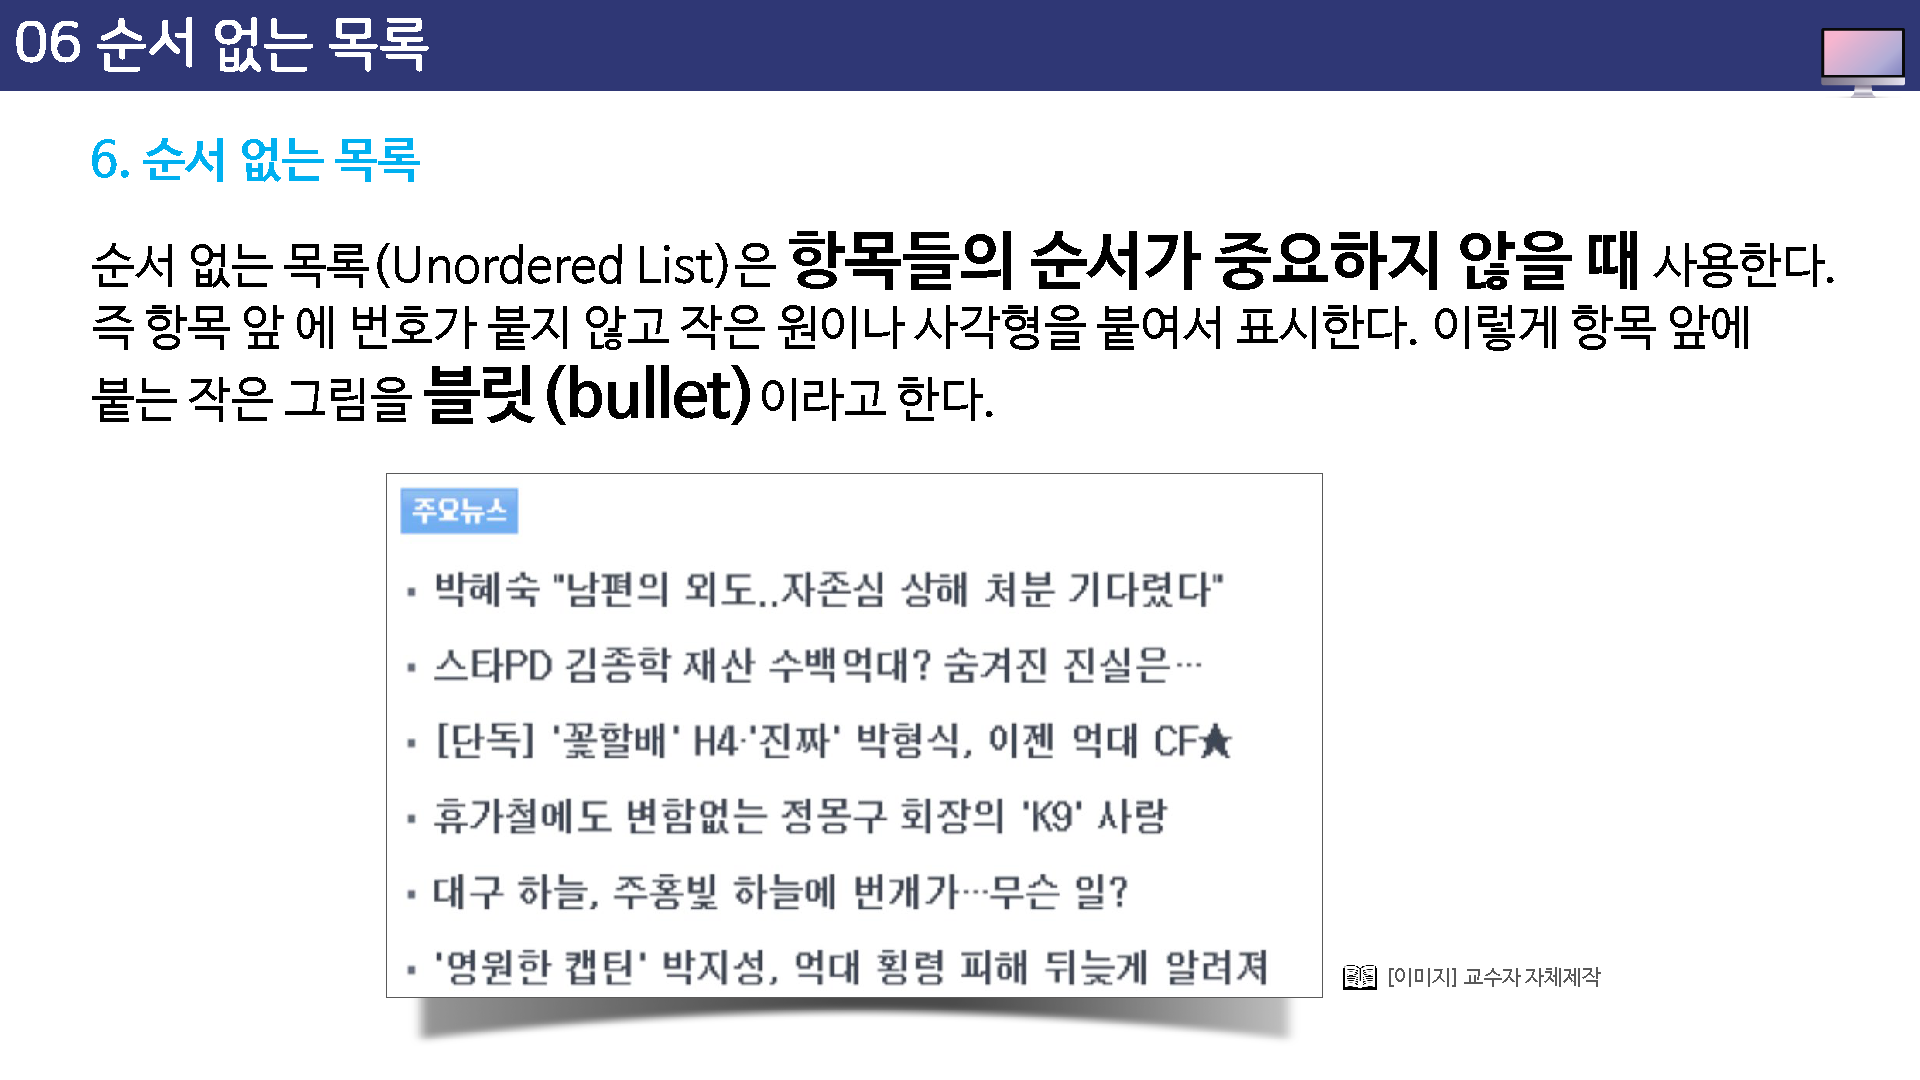 06 순서 없는 목록
6. 순서 없는 목록
순서 없는 목록(Unordered List)은 항목들의 순서가 중요하지 않을 때 사용한다.
즉 항목 앞 에 번호가 붙지 않고 작은 원이나 사각형을 붙여서 표시한다. 이렇게 항목 앞에
붙는 작은 그림을 블릿(bullet)이라고 한다.
주요뉴스
▪ 박혜숙 "남편의 외도..자존심 상해 처분 기다렸다"
▪ 스타PD 김종학 재산 수백억대? 숨겨진 진실은…
▪ [단독] '꽃할배' H4·'진짜' 박형식, 이젠 억대 CF★
▪ 휴가철에도 변함없는 정몽구 회장의 'K9' 사랑
▪ 대구 하늘, 주홍빛 하늘에 번개가…무슨 일?
▪ '영원한 캡틴' 박지성, 억대 횡령 피해 뒤늦게 알려져
[이미지] 교수자 자체제작